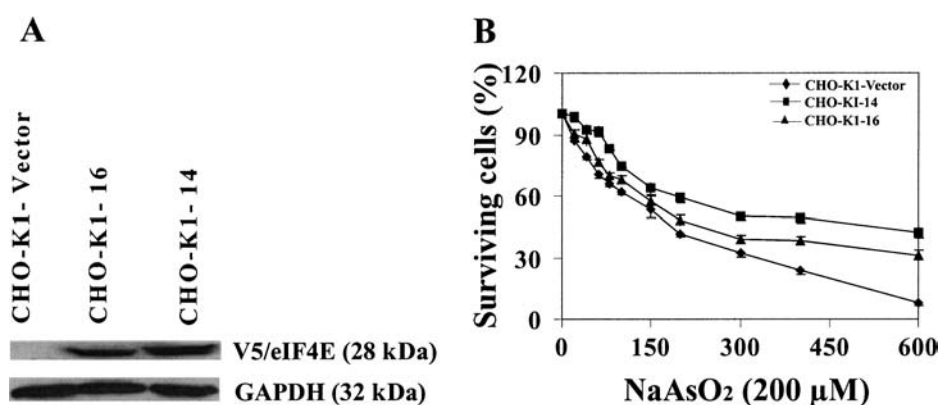 A
CHO-K1- Vector
CHO-K1- 16
CHO-K1- 14
V5/eIF4E (28 kDa)
GAPDH (32 kDa)
B
Surviving cells (%)
120
90
60
30
0
CHO-K1-Vector
CHO-KI-14
CHO-K1-16
0 150 300 450 600
NaAsO2 (200 µM)